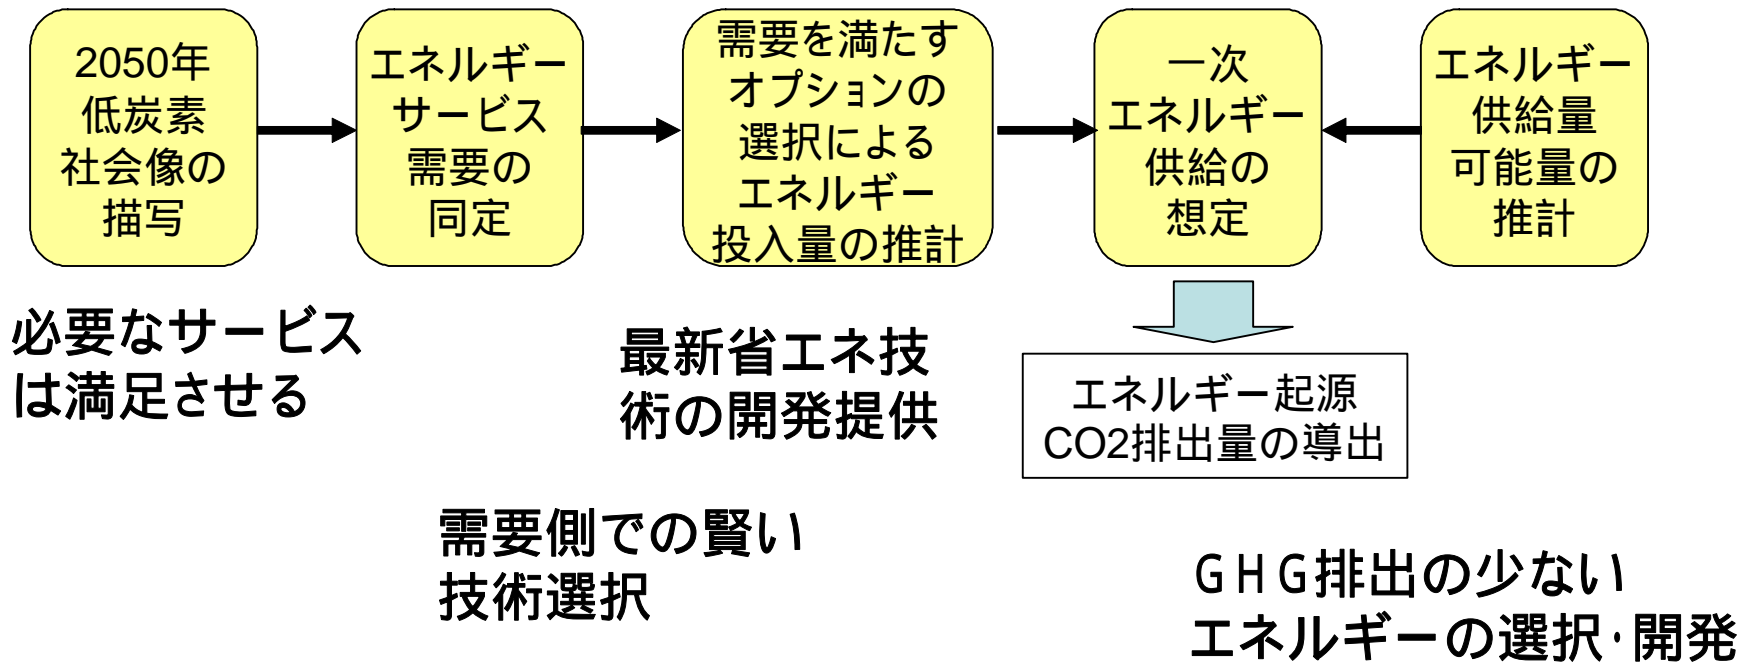 2050年
低炭素
社会像の
描写
エネルギー
サービス
需要の
同定
需要を満たす
オプションの
選択による
エネルギー
投入量の推計
一次
エネルギー
供給の
想定
エネルギー
供給量
可能量の
推計
必要なサービス
は満足させる
最新省エネ技
術の開発提供
エネルギー起源
CO2排出量の導出
需要側での賢い
技術選択
ＧＨＧ排出の少ない
エネルギーの選択･開発